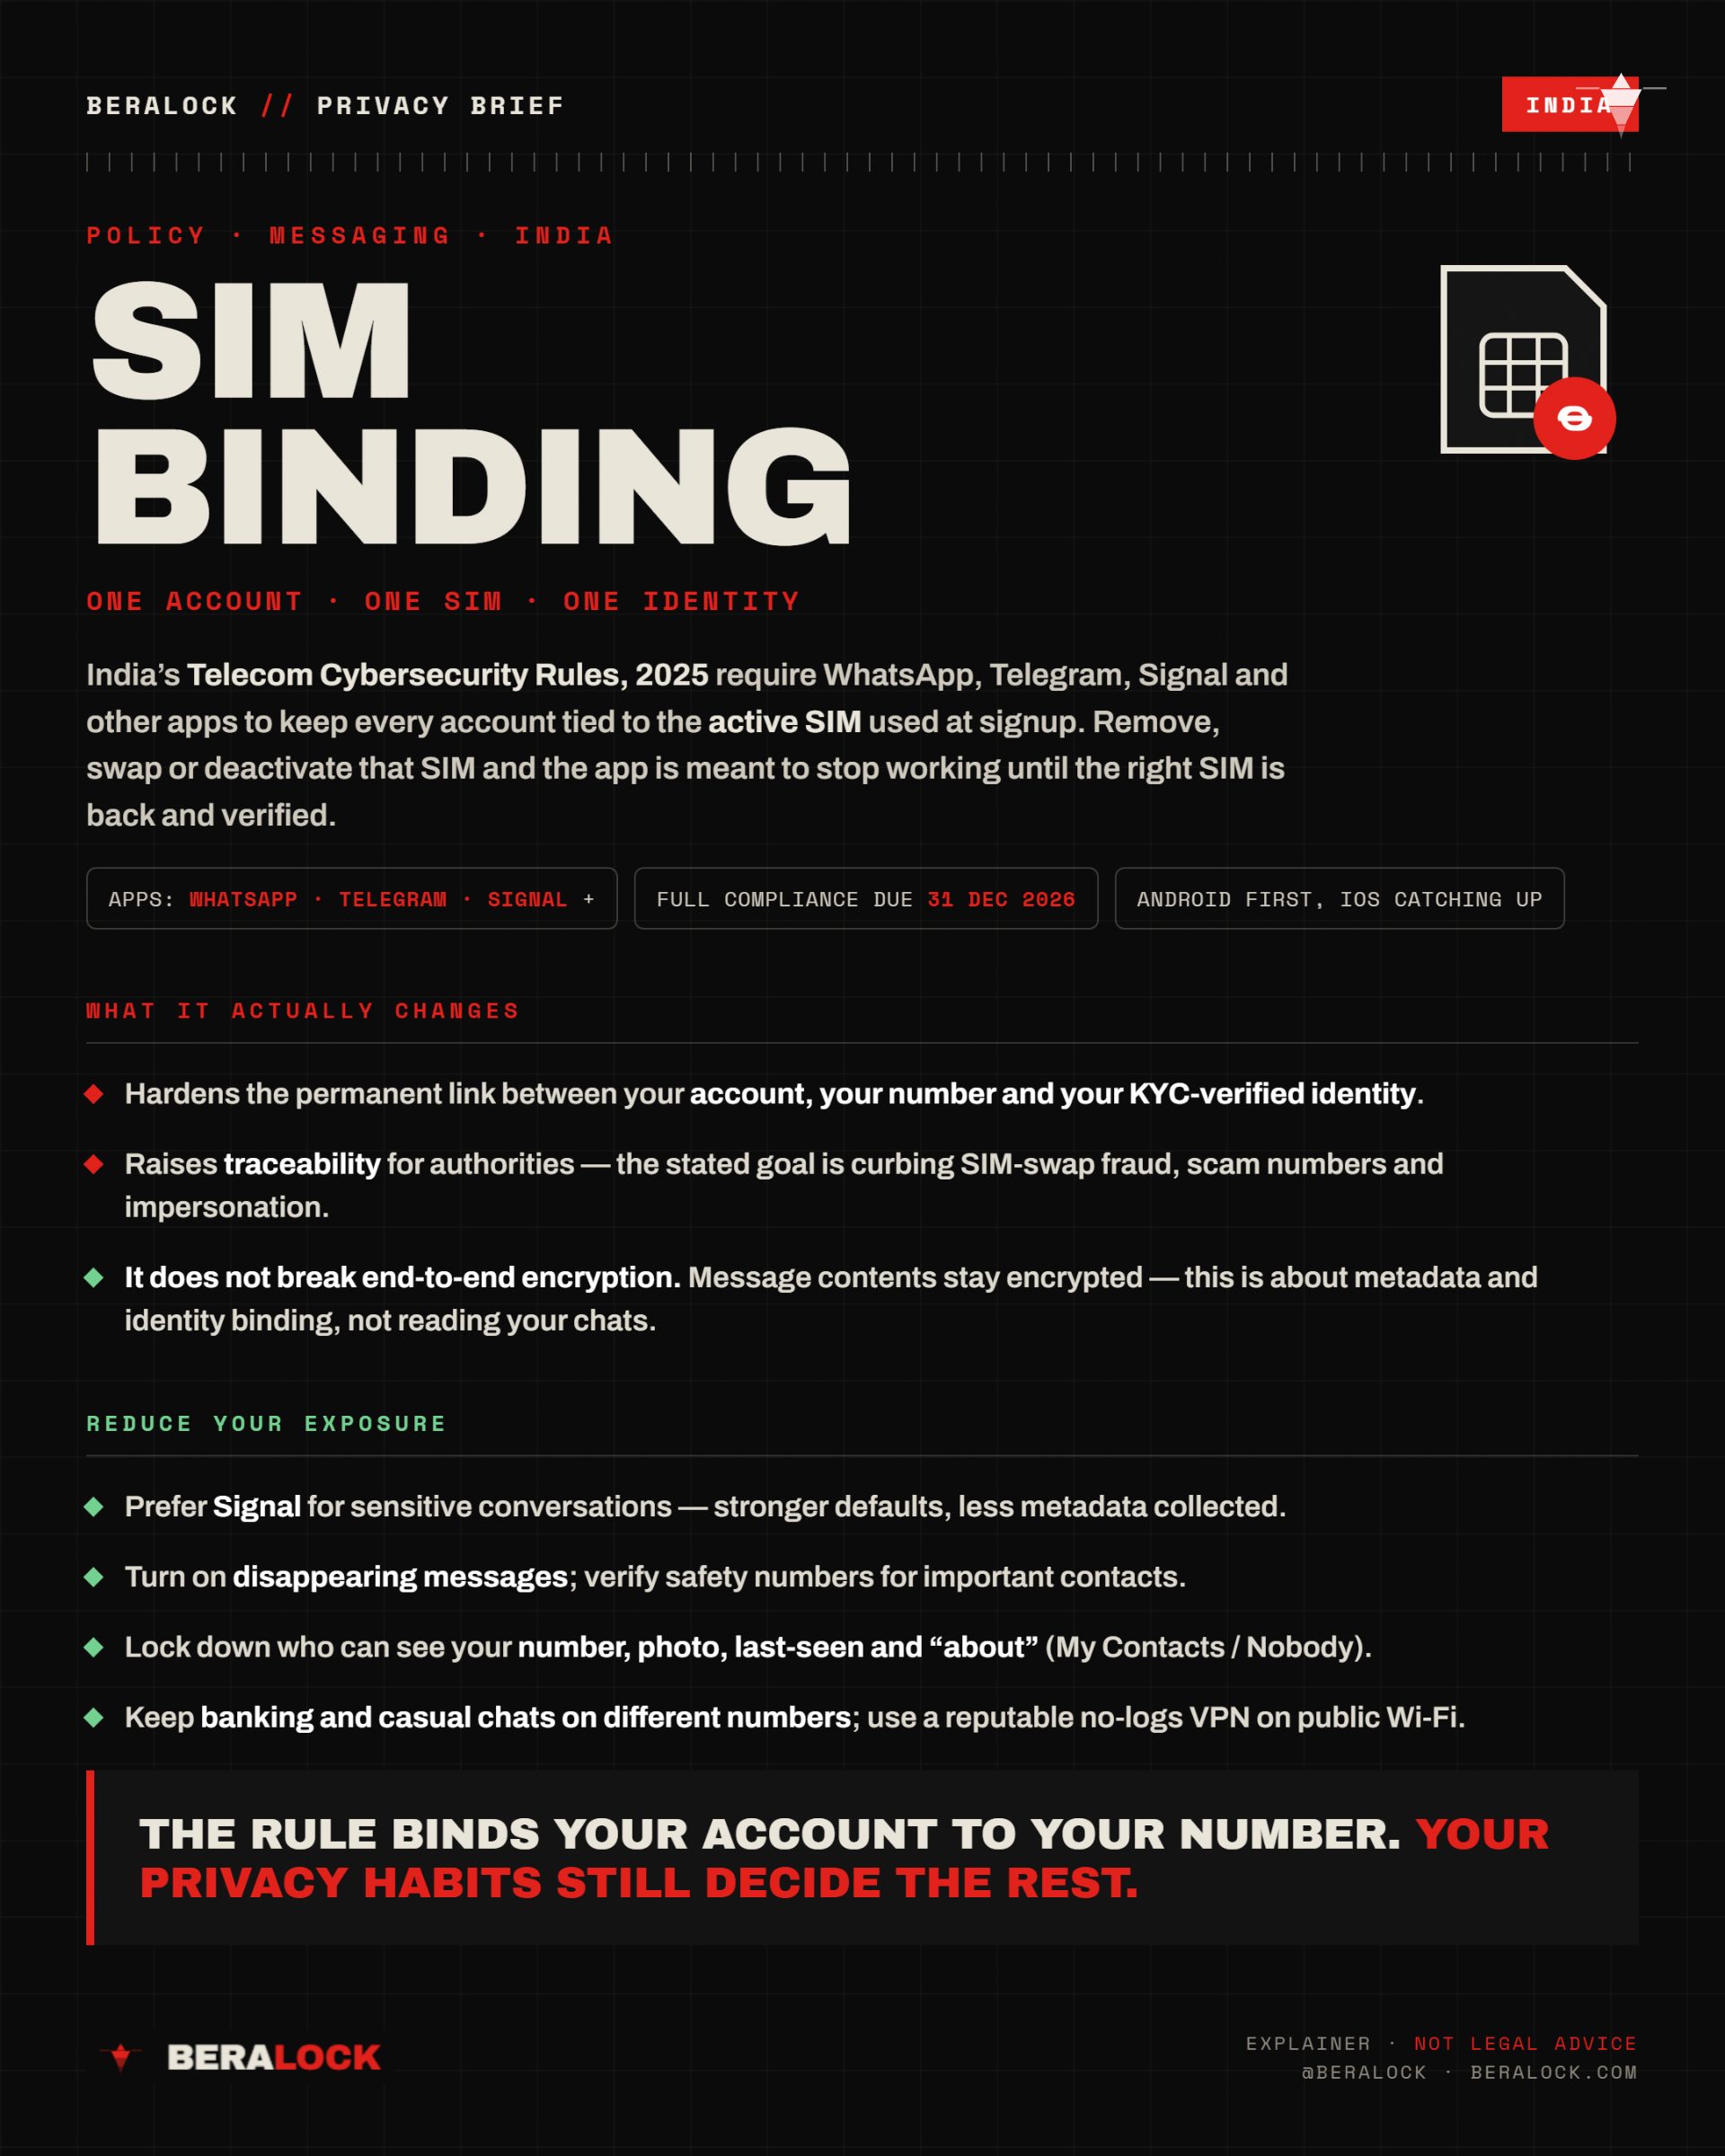 BERALOCK // PRIVACY BRIEF
INDIA
POLICY · MESSAGING · INDIA
SIM
BINDING
ONE ACCOUNT · ONE SIM · ONE IDENTITY
India’s Telecom Cybersecurity Rules, 2025 require WhatsApp, Telegram, Signal and
other apps to keep every account tied to the active SIM used at signup. Remove,
swap or deactivate that SIM and the app is meant to stop working until the right SIM is
back and verified.
APPS: WHATSAPP · TELEGRAM · SIGNAL +
FULL COMPLIANCE DUE 31 DEC 2026
ANDROID FIRST, IOS CATCHING UP
WHAT IT ACTUALLY CHANGES
Hardens the permanent link between your account, your number and your KYC-verified identity.
Raises traceability for authorities — the stated goal is curbing SIM-swap fraud, scam numbers and
impersonation.
It does not break end-to-end encryption. Message contents stay encrypted — this is about metadata and
identity binding, not reading your chats.
REDUCE YOUR EXPOSURE
Prefer Signal for sensitive conversations — stronger defaults, less metadata collected.
Turn on disappearing messages; verify safety numbers for important contacts.
Lock down who can see your number, photo, last-seen and “about” (My Contacts / Nobody).
Keep banking and casual chats on different numbers; use a reputable no-logs VPN on public Wi-Fi.
THE RULE BINDS YOUR ACCOUNT TO YOUR NUMBER. YOUR
PRIVACY HABITS STILL DECIDE THE REST.
BERALOCK
EXPLAINER · NOT LEGAL ADVICE
@BERALOCK · BERALOCK.COM